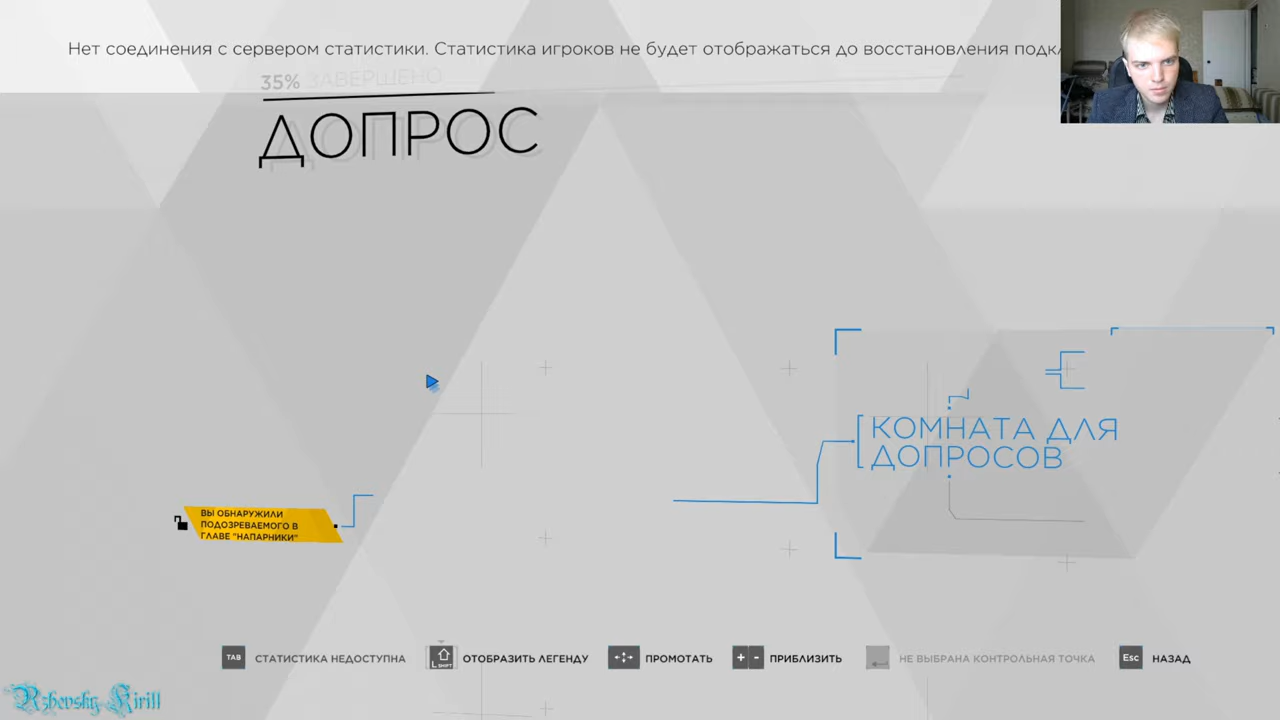 Нет соединения с сервером статистики. Статистика игроков не будет отображаться до восстановления
35% ЗАВЕРШЕНО
ДОПРОС
КОМНАТА ДЛЯ
ДОПРОСОВ
ВЫ ОБНАРУЖИЛИ
ПОДОЗРЕВАЕМОГО В
ГЛАВЕ "НАПАРНИКИ"
TAB СТАТИСТИКА НЕДОСТУПНА L SHIFT ОТОБРАЗИТЬ ЛЕГЕНДУ ПРОМОТАТЬ + - ПРИБЛИЗИТЬ НЕ ВЫБРАНА КОНТРОЛЬНАЯ ТОЧКА Esc НАЗАД
Rzhevsky Kirill